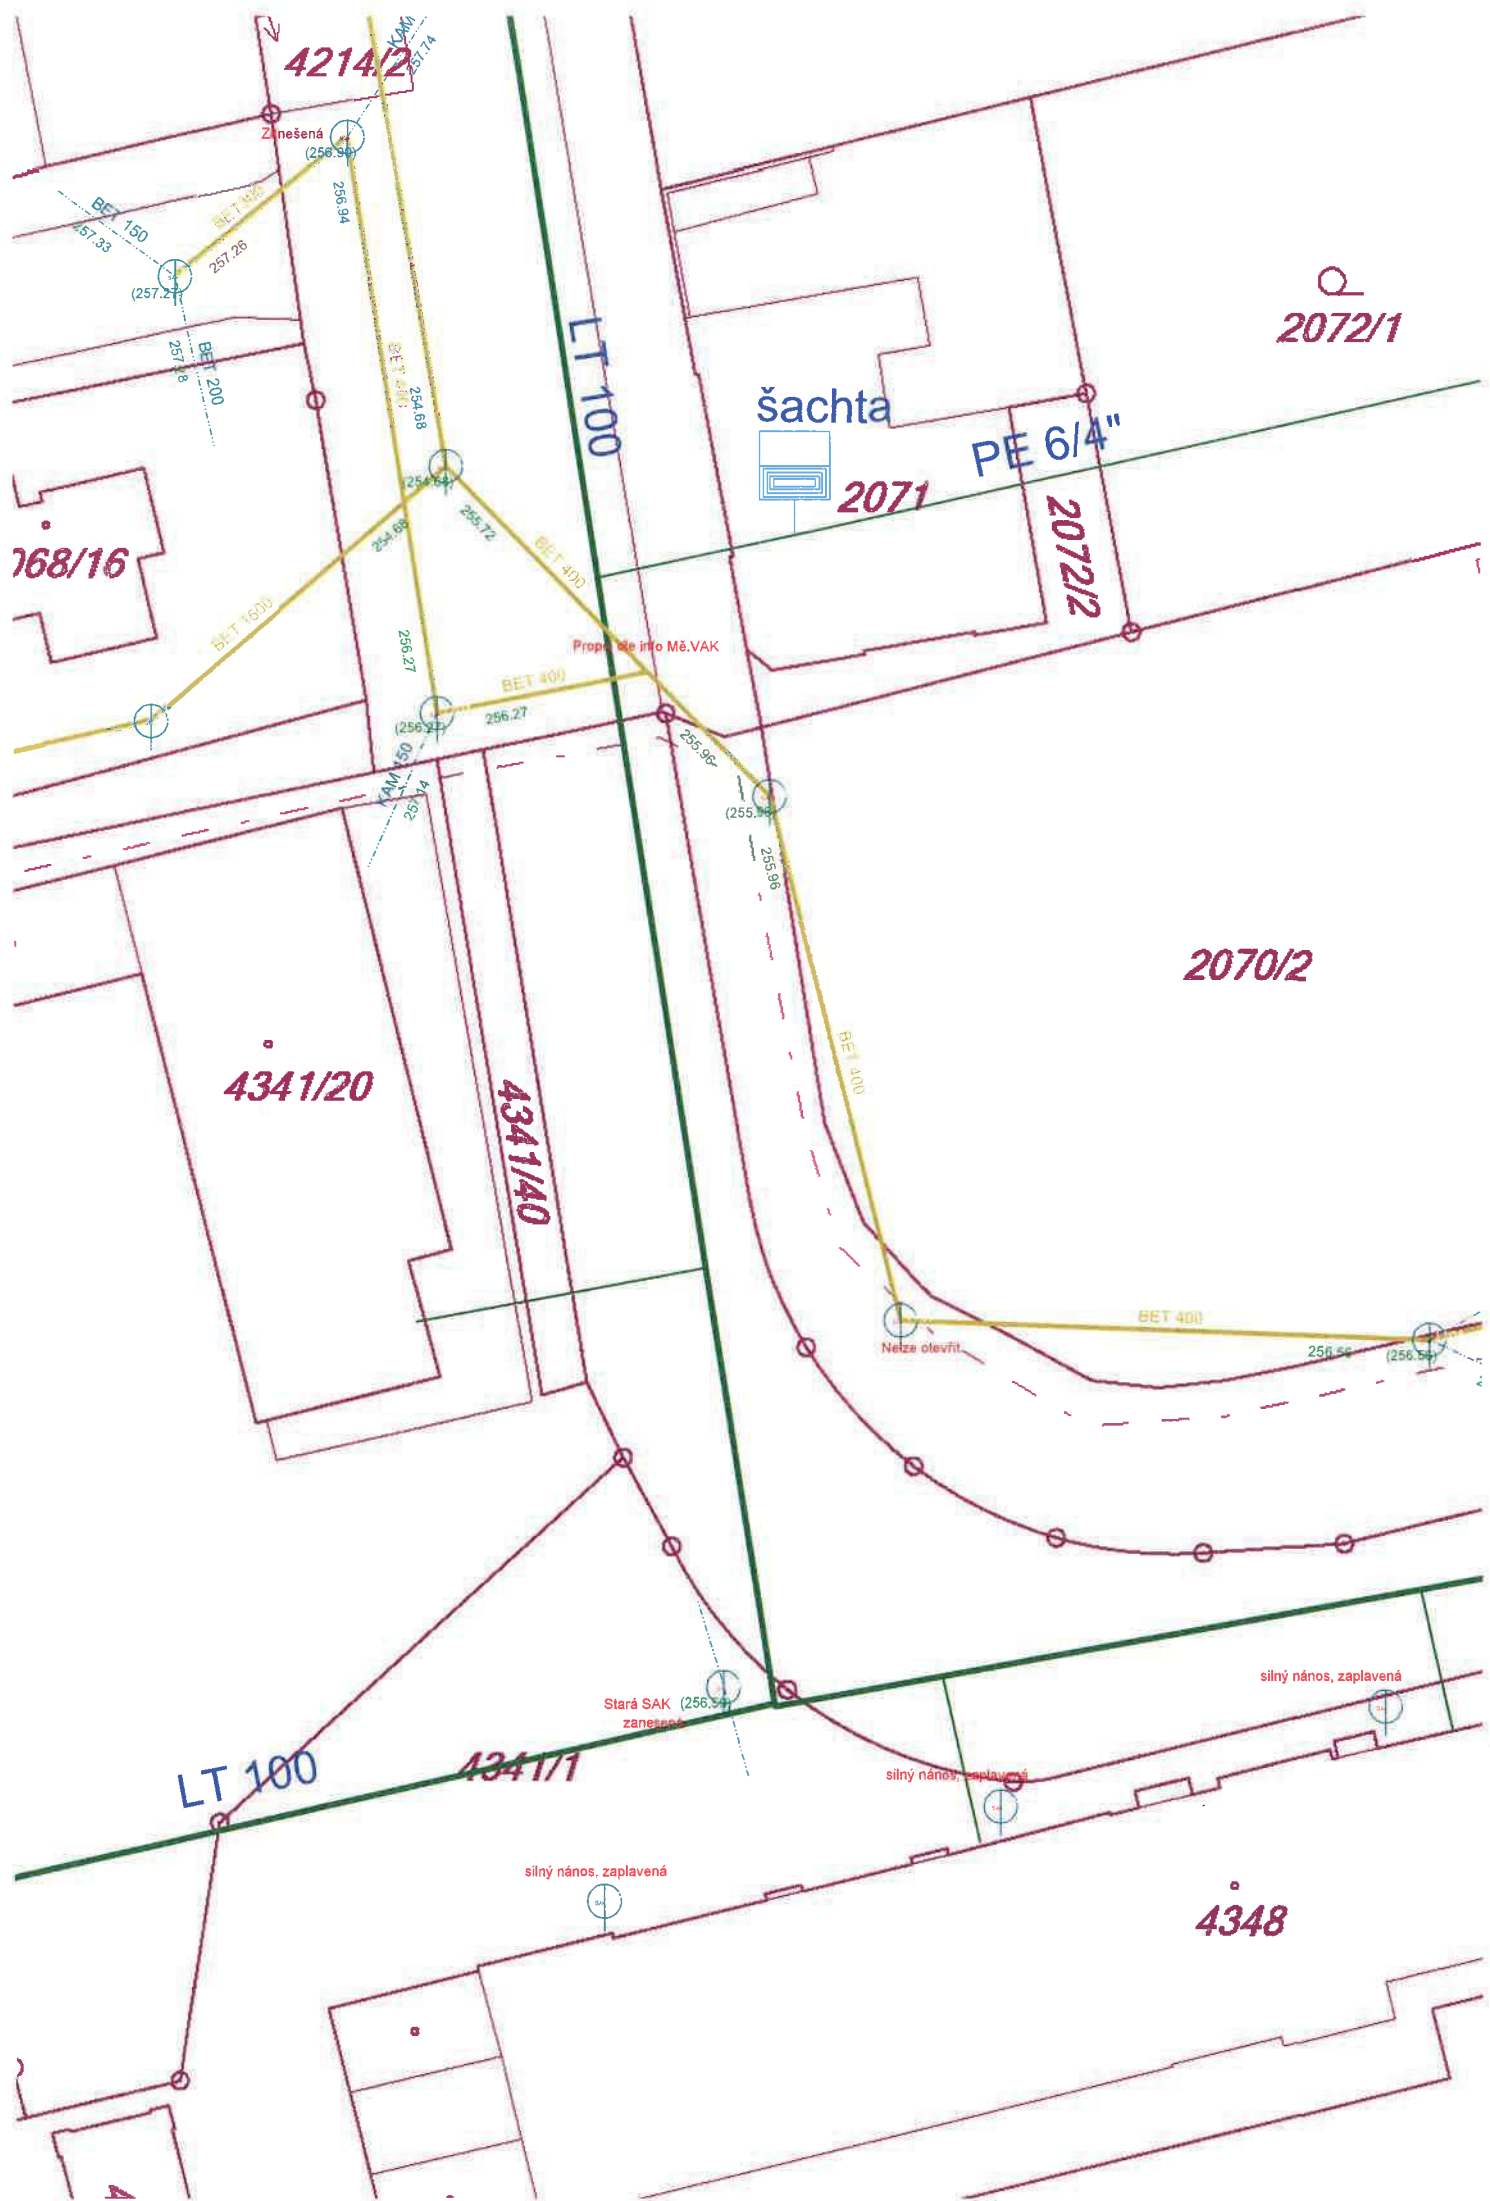 4214/2
KAM
257.74
Zanešená
(256.90)
BET 300
256.94
BET 150
257.33
257.26
(257.27)
BET 200
257.28
LT 100
2072/1
BET 400
254.68
šachta
PE 6/4"
2071
(254.68)
254.68
255.72
BET 400
2072/2
068/16
BET 1600
256.27
Propoj dle info Mě.VAK
BET 400
256.27
(256.27)
255.96
KAM 150
257.14
(255.96)
255.96
2070/2
BET 400
4341/20
4341/40
BET 400
Nelze otevřít
256.56
(256.56)
silný nános, zaplavená
Stará SAK
zanešená
LT 100
4341/1
silný nános, zaplavená
silný nános, zaplavená
4348